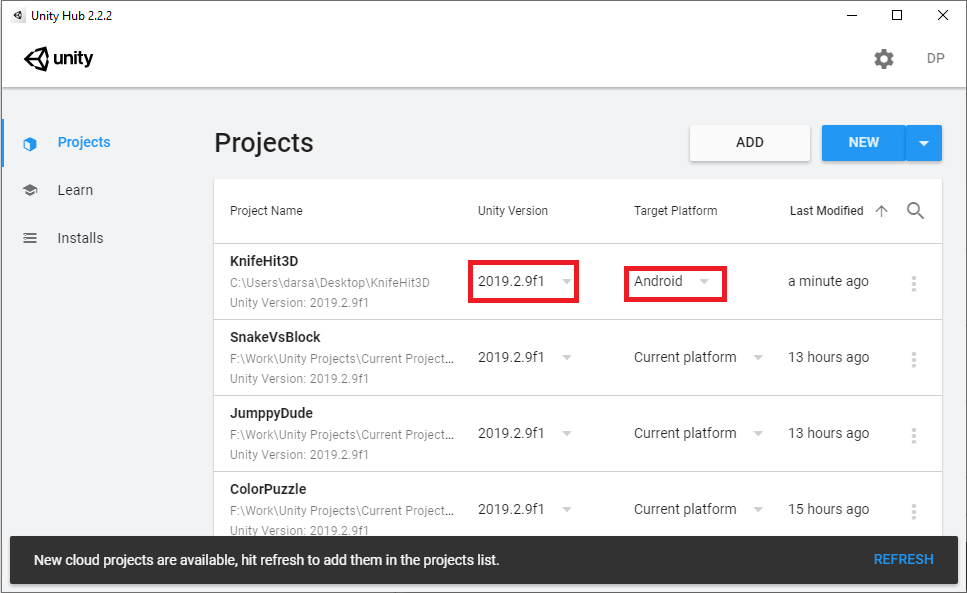 Unity Hub 2.2.2
unity
DP
Projects
Learn
Installs
Projects
ADD
NEW
Project Name Unity Version Target Platform Last Modified
KnifeHit3D
C:\Users\darsa\Desktop\KnifeHit3D
Unity Version: 2019.2.9f1
2019.2.9f1 Android a minute ago
SnakeVsBlock
F:\Work\Unity Projects\Current Project...
Unity Version: 2019.2.9f1
2019.2.9f1 Current platform 13 hours ago
JumppyDude
F:\Work\Unity Projects\Current Project...
Unity Version: 2019.2.9f1
2019.2.9f1 Current platform 13 hours ago
ColorPuzzle
F:\Work\Unity Projects\Current Project...
Unity Version: 2019.2.9f1
2019.2.9f1 Current platform 15 hours ago
New cloud projects are available, hit refresh to add them in the projects list.
REFRESH